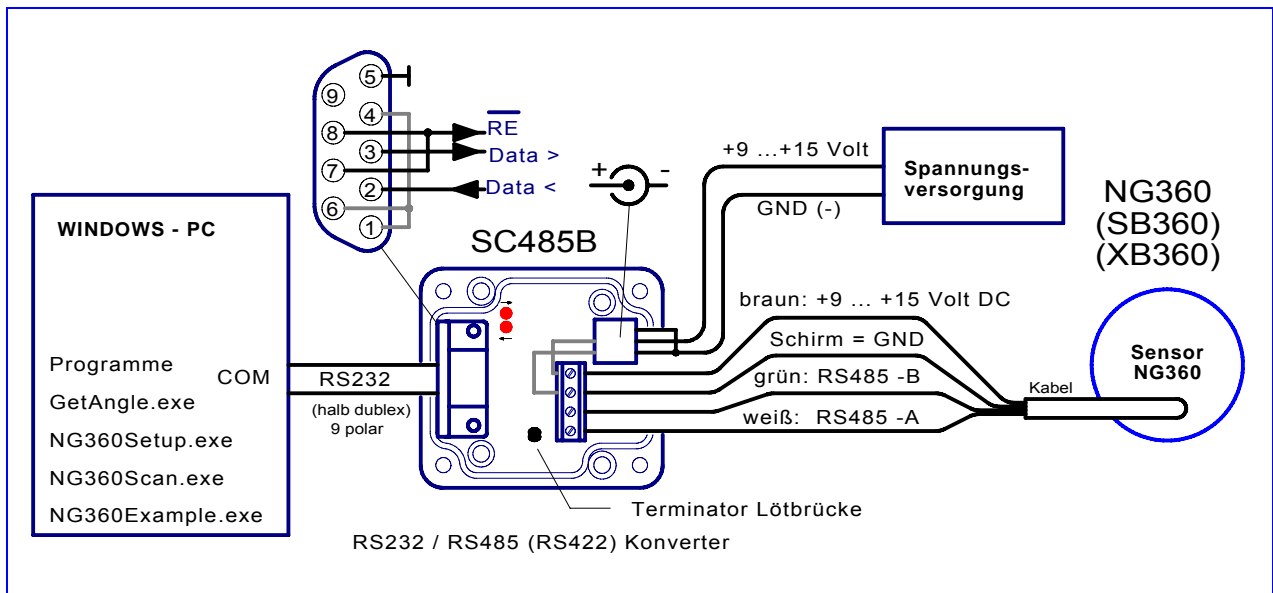 5
9
4
8
3
7
2
6
1
RE
Data >
Data <
+ -
SC485B
WINDOWS - PC
Programme
GetAngle.exe
NG360Setup.exe
NG360Scan.exe
NG360Example.exe
COM
RS232
(halb dublex)
9 polar
+9 ...+15 Volt
GND (-)
Spannungs-
versorgung
NG360
(SB360)
(XB360)
braun: +9 ... +15 Volt DC
Schirm = GND
grün: RS485 -B
weiß: RS485 -A
Kabel
Sensor
NG360
Terminator Lötbrücke
RS232 / RS485 (RS422) Konverter